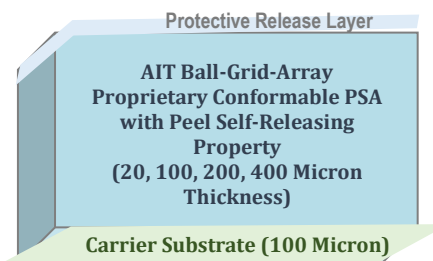 Protective Release Layer
AIT Ball-Grid-Array
Proprietary Conformable PSA
with Peel Self-Releasing
Property
(20, 100, 200, 400 Micron
Thickness)
Carrier Substrate (100 Micron)